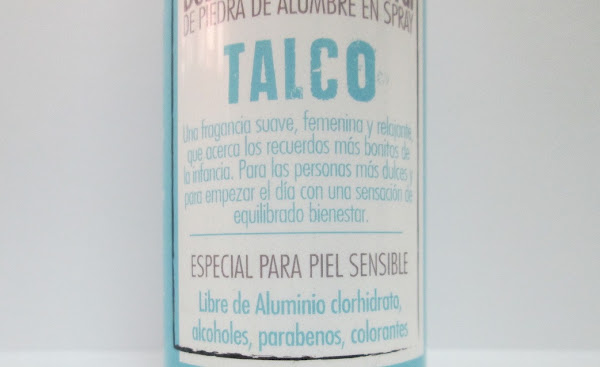 DE PIEDRA DE ALUMBRE EN SPRAY
TALCO
Una fragancia suave, femenina y relajante,
que acerca los recuerdos más bonitos de
la infancia. Para las personas más dulces y
para empezar el día con una sensación de
equilibrado bienestar.
ESPECIAL PARA PIEL SENSIBLE
Libre de Aluminio clorhidrato,
alcoholes, parabenos, colorantes